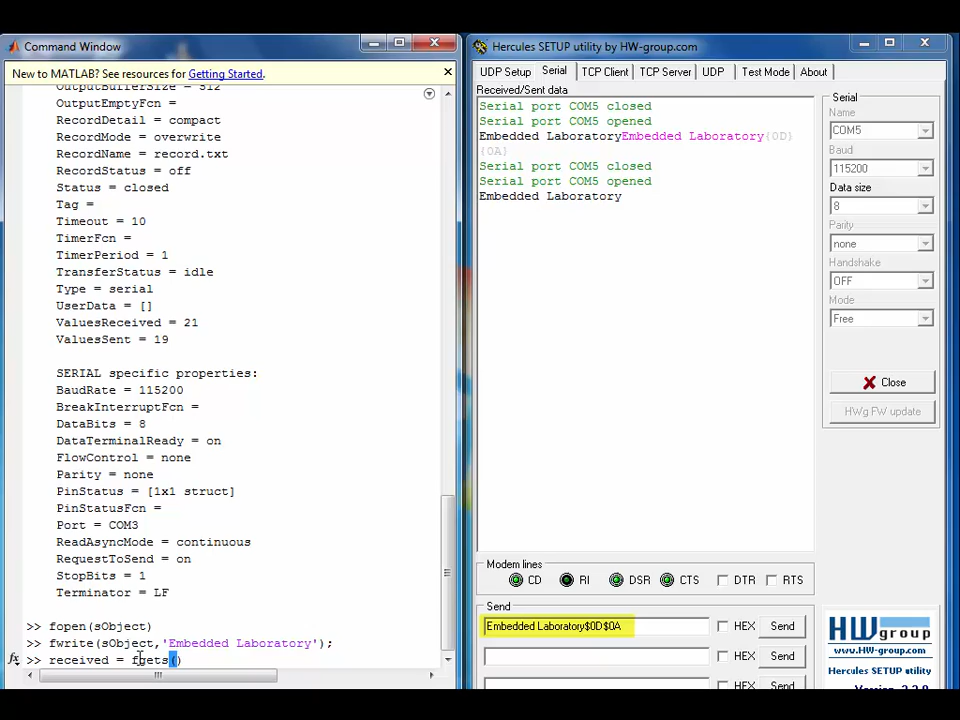 Command Window
New to MATLAB? See resources for Getting Started.
OutputBufferSize = 512
OutputEmptyFcn =
RecordDetail = compact
RecordMode = overwrite
RecordName = record.txt
RecordStatus = off
Status = closed
Tag =
Timeout = 10
TimerFcn =
TimerPeriod = 1
TransferStatus = idle
Type = serial
UserData = []
ValuesReceived = 21
ValuesSent = 19
SERIAL specific properties:
BaudRate = 115200
BreakInterruptFcn =
DataBits = 8
DataTerminalReady = on
FlowControl = none
Parity = none
PinStatus = [1x1 struct]
PinStatusFcn =
Port = COM3
ReadAsyncMode = continuous
RequestToSend = on
StopBits = 1
Terminator = LF
>> fopen(sObject)
>> fwrite(sObject,'Embedded Laboratory');
fx >> received = fgets()
Hercules SETUP utility by HW-group.com
UDP Setup Serial TCP Client TCP Server UDP Test Mode About
Received/Sent data
Serial port COM5 closed
Serial port COM5 opened
Embedded LaboratoryEmbedded Laboratory{0D}
{0A}
Serial port COM5 closed
Serial port COM5 opened
Embedded Laboratory
Serial
Name
COM5
Baud
115200
Data size
8
Parity
none
Handshake
OFF
Mode
Free
Close
HWg FW update
Modem lines
CD RI DSR CTS DTR RTS
Send
Embedded Laboratory$0D$0A HEX Send
HEX Send
HEX Send
HWgroup
www.HW-group.com
Hercules SETUP utility